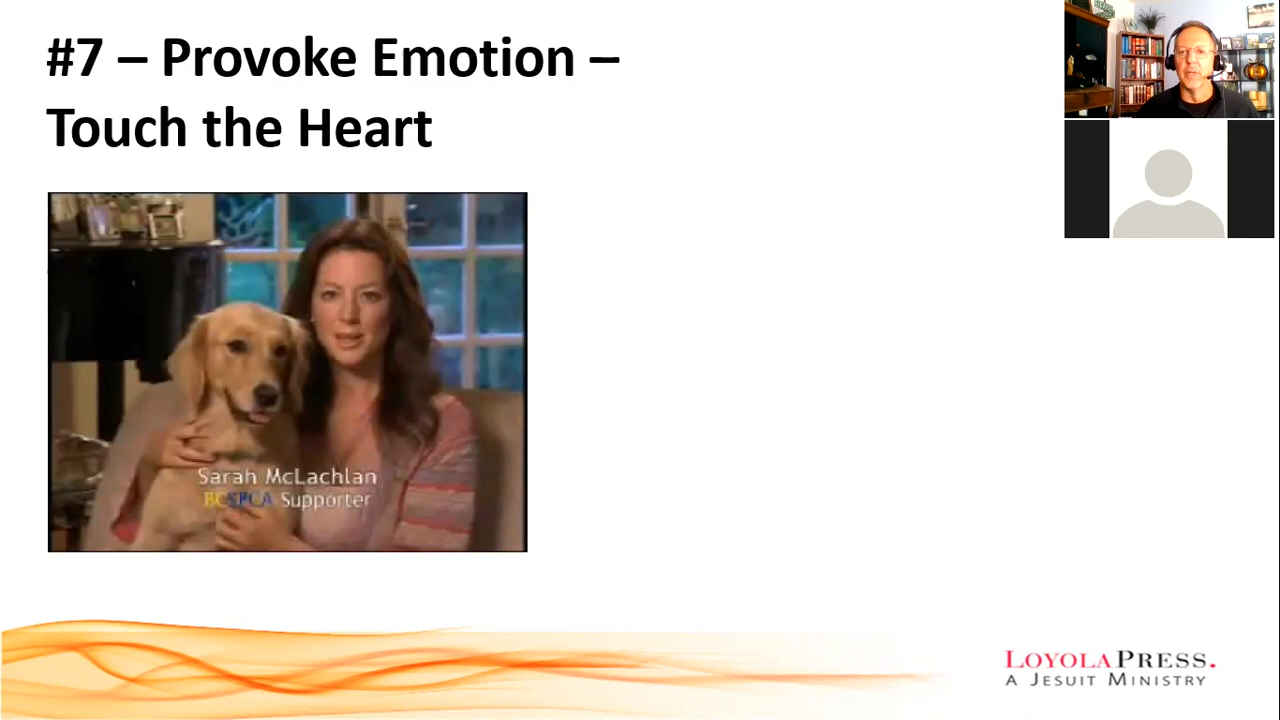 #7 – Provoke Emotion –
Touch the Heart
Sarah McLachlan
BCSPCA Supporter
LOYOLA PRESS.
A JESUIT MINISTRY